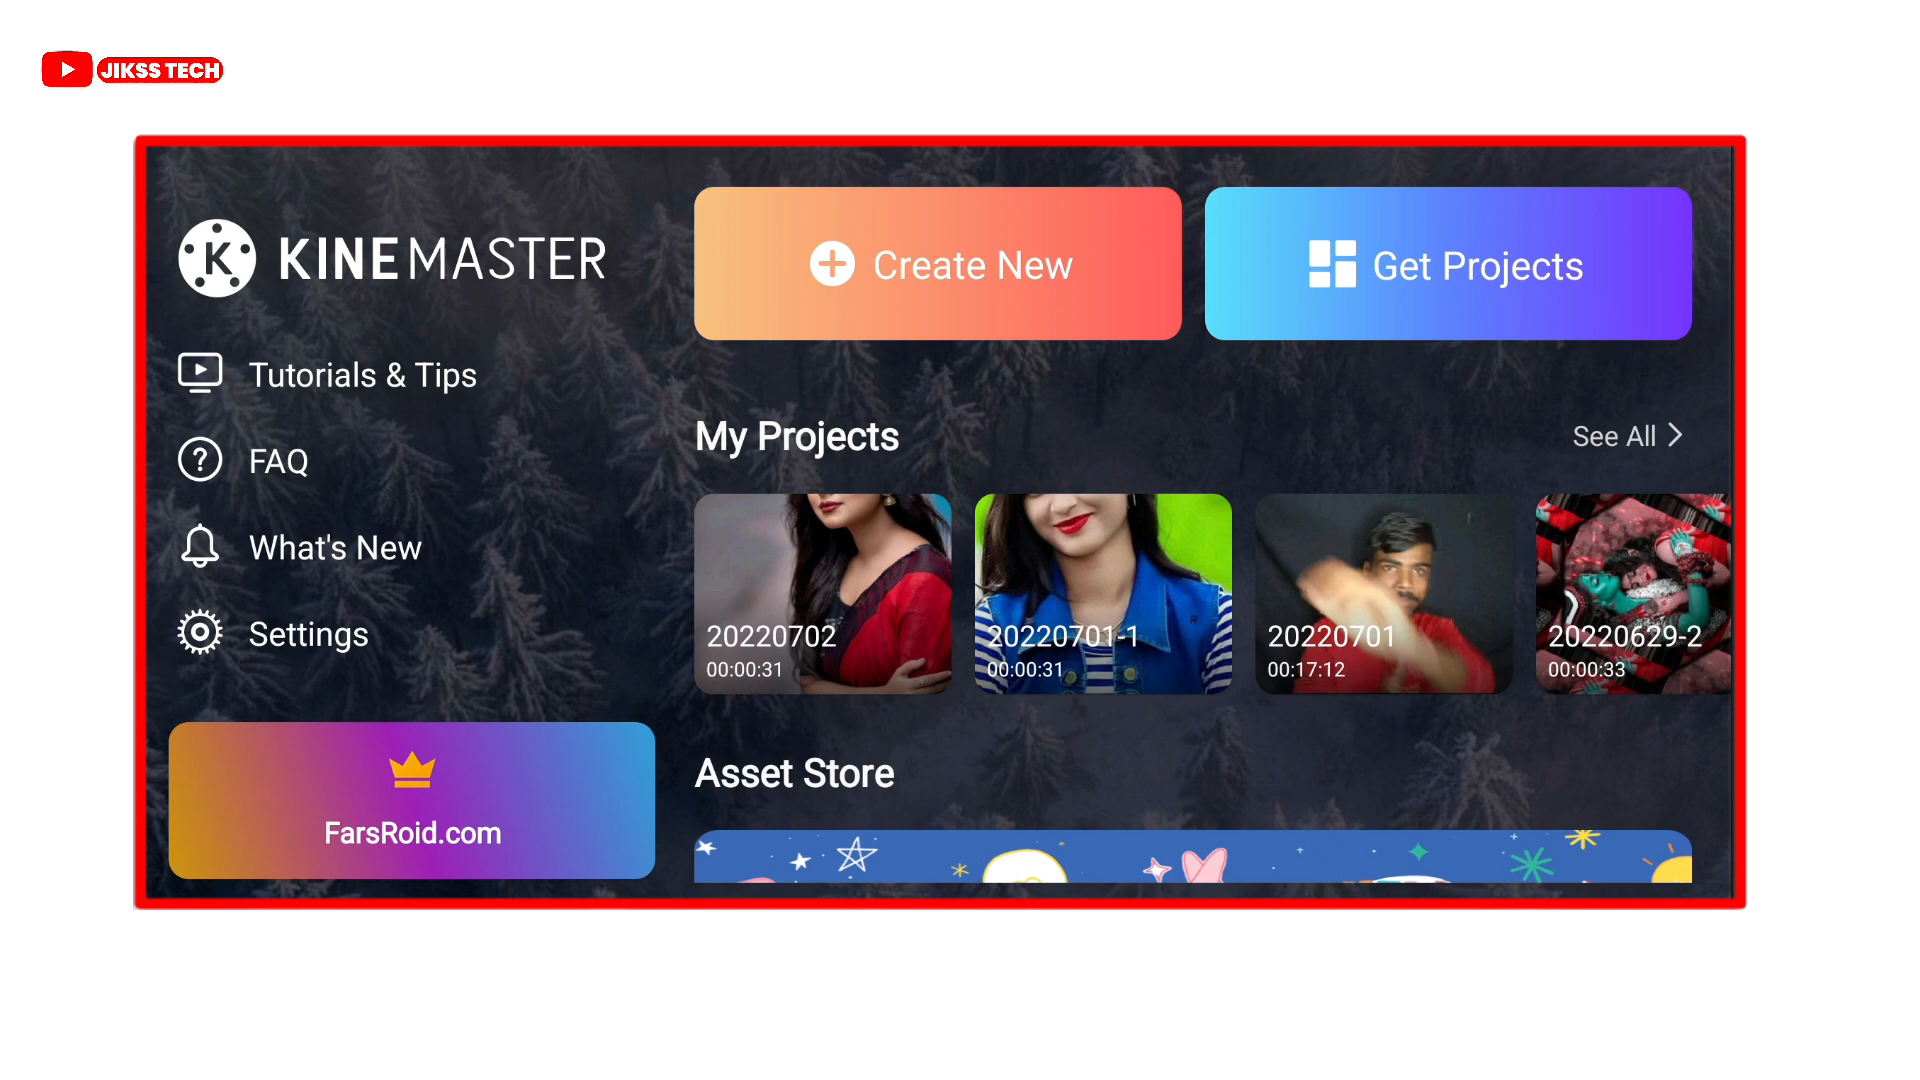 JIKSS TECH
K KINEMASTER
Tutorials & Tips
? FAQ
What's New
Settings
FarsRoid.com
Create New
Get Projects
My Projects
See All
20220702
00:00:31
20220701-1
00:00:31
20220701
00:17:12
20220629-2
00:00:33
Asset Store